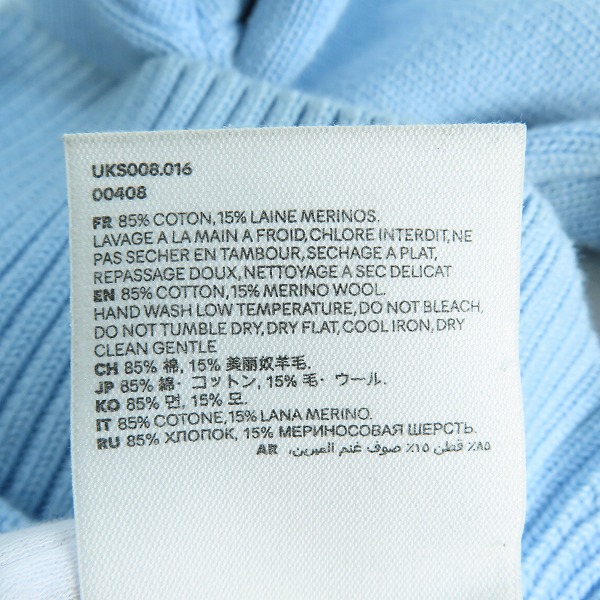 UKS008.016
00408
FR 85% COTON, 15% LAINE MERINOS.
LAVAGE A LA MAIN A FROID, CHLORE INTERDIT, NE
PAS SECHER EN TAMBOUR, SECHAGE A PLAT,
REPASSAGE DOUX, NETTOYAGE A SEC DELICAT
EN 85% COTTON, 15% MERINO WOOL.
HAND WASH LOW TEMPERATURE, DO NOT BLEACH,
DO NOT TUMBLE DRY, DRY FLAT, COOL IRON, DRY
CLEAN GENTLE
CH 85% 棉, 15% 美丽奴羊毛.
JP 85% 綿・コットン, 15% 毛・ウール.
KO 85% 면, 15% 모.
IT 85% COTONE, 15% LANA MERINO.
RU 85% ХЛОПОК, 15% МЕРИНОСОВАЯ ШЕРСТЬ.
AR ٨٥٪ قطن ١٥٪ صوف غنم الميرين،